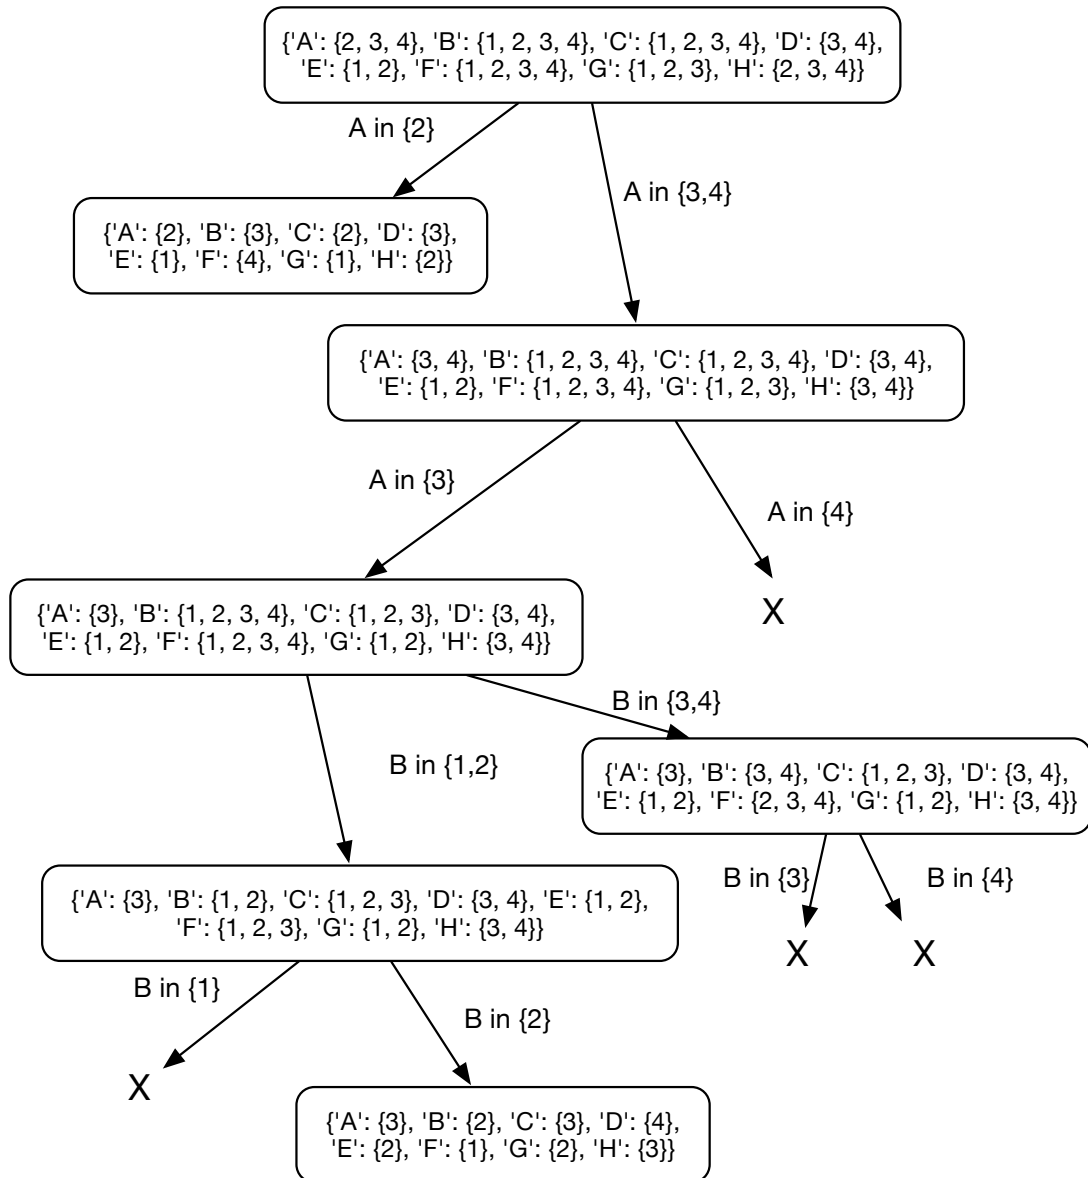 {'A': {2, 3, 4}, 'B': {1, 2, 3, 4}, 'C': {1, 2, 3, 4}, 'D': {3, 4},
'E': {1, 2}, 'F': {1, 2, 3, 4}, 'G': {1, 2, 3}, 'H': {2, 3, 4}}
A in {2}
A in {3,4}
{'A': {2}, 'B': {3}, 'C': {2}, 'D': {3},
'E': {1}, 'F': {4}, 'G': {1}, 'H': {2}}
{'A': {3, 4}, 'B': {1, 2, 3, 4}, 'C': {1, 2, 3, 4}, 'D': {3, 4},
'E': {1, 2}, 'F': {1, 2, 3, 4}, 'G': {1, 2, 3}, 'H': {3, 4}}
A in {3}
A in {4}
X
{'A': {3}, 'B': {1, 2, 3, 4}, 'C': {1, 2, 3}, 'D': {3, 4},
'E': {1, 2}, 'F': {1, 2, 3, 4}, 'G': {1, 2}, 'H': {3, 4}}
B in {3,4}
B in {1,2}
{'A': {3}, 'B': {3, 4}, 'C': {1, 2, 3}, 'D': {3, 4},
'E': {1, 2}, 'F': {2, 3, 4}, 'G': {1, 2}, 'H': {3, 4}}
B in {3}
B in {4}
X
X
{'A': {3}, 'B': {1, 2}, 'C': {1, 2, 3}, 'D': {3, 4}, 'E': {1, 2},
'F': {1, 2, 3}, 'G': {1, 2}, 'H': {3, 4}}
B in {1}
B in {2}
X
{'A': {3}, 'B': {2}, 'C': {3}, 'D': {4},
'E': {2}, 'F': {1}, 'G': {2}, 'H': {3}}